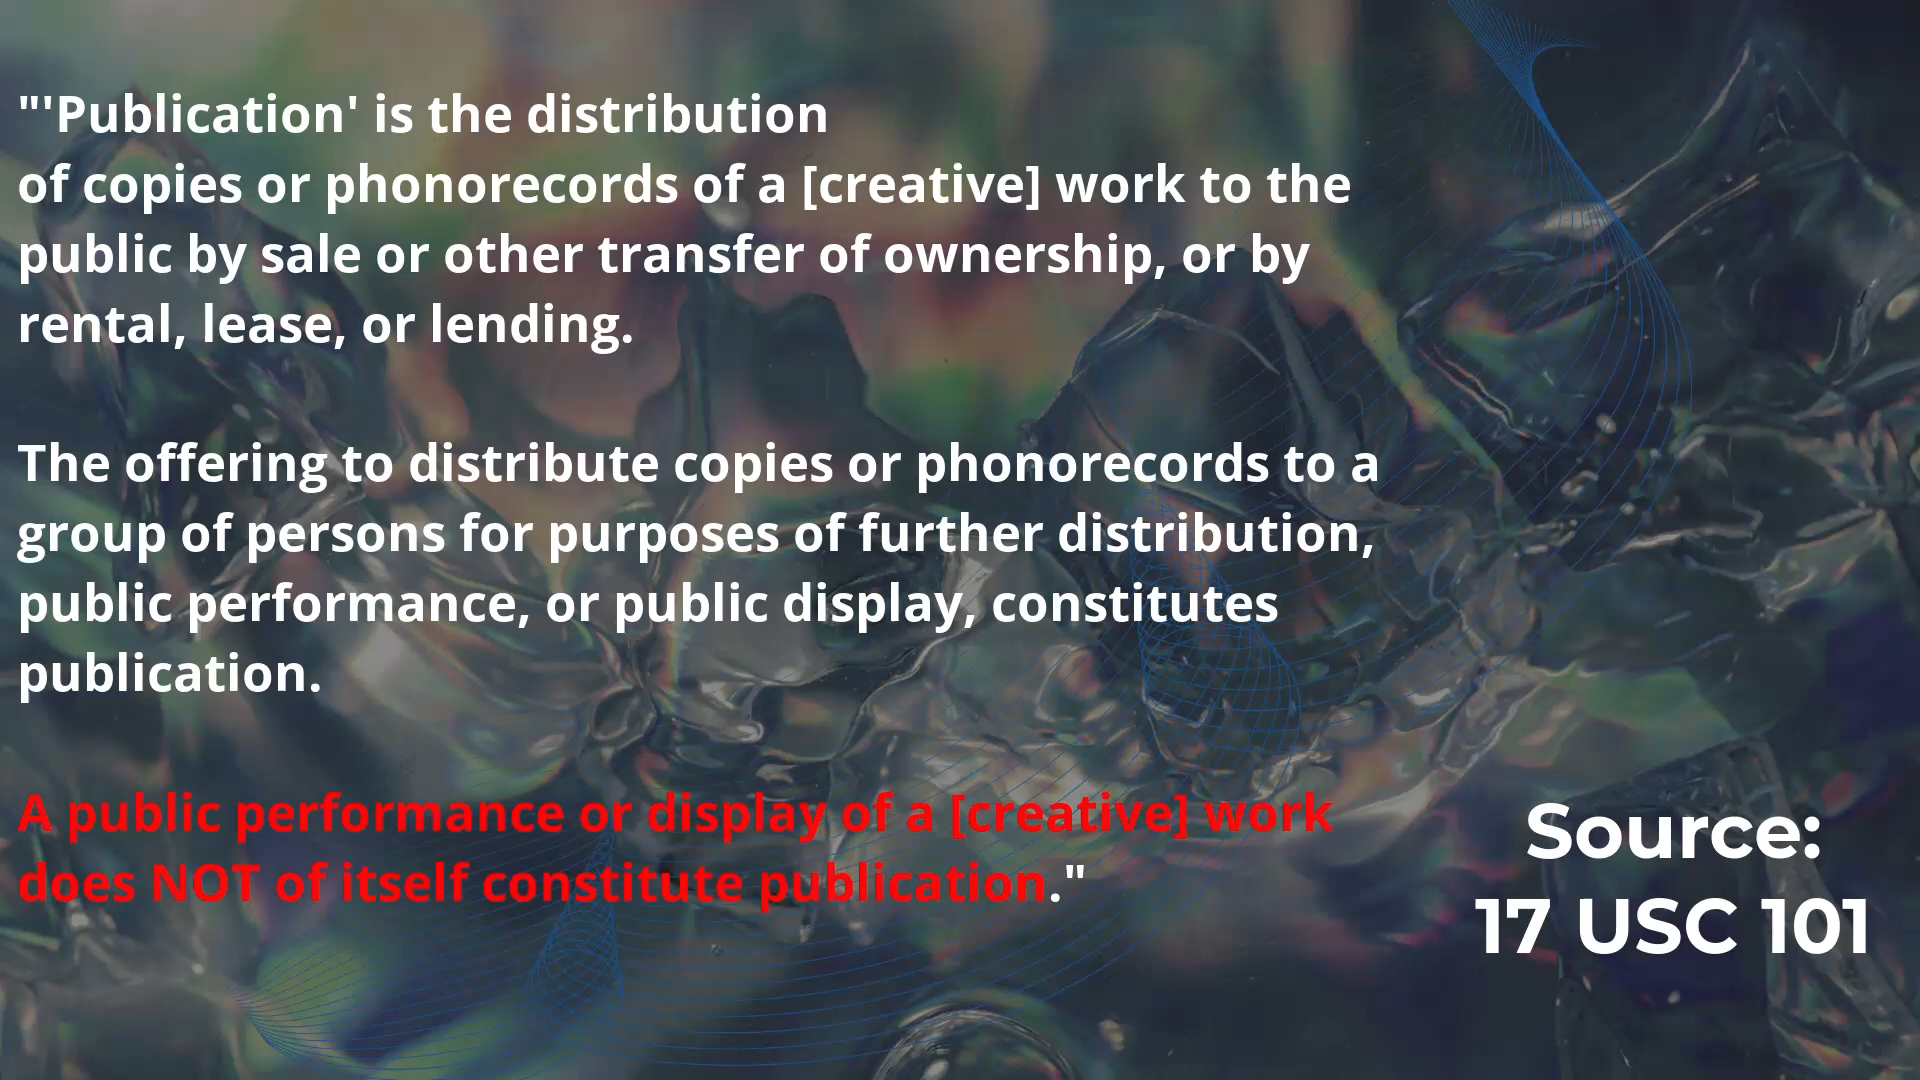 "'Publication' is the distribution
of copies or phonorecords of a [creative] work to the
public by sale or other transfer of ownership, or by
rental, lease, or lending.
The offering to distribute copies or phonorecords to a
group of persons for purposes of further distribution,
public performance, or public display, constitutes
publication.
A public performance or display of a [creative] work
does NOT of itself constitute publication."
Source:
17 USC 101